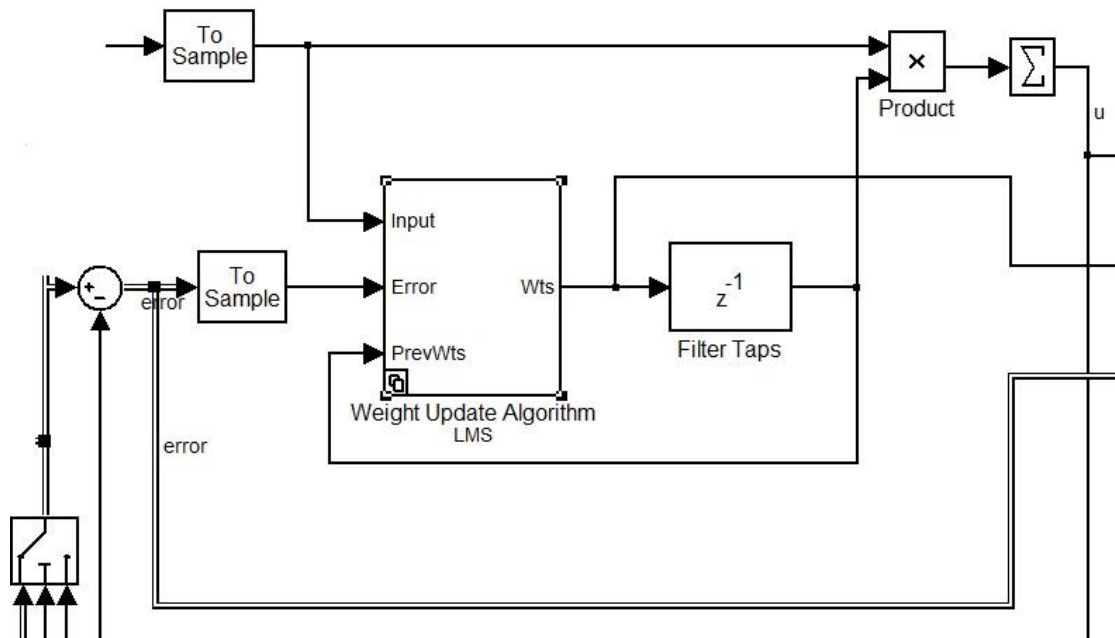 To
Sample
×
Product
Σ
u
Input
Error
PrevWts
Wts
Weight Update Algorithm
LMS
z-1
Filter Taps
+
-
error
To
Sample
error